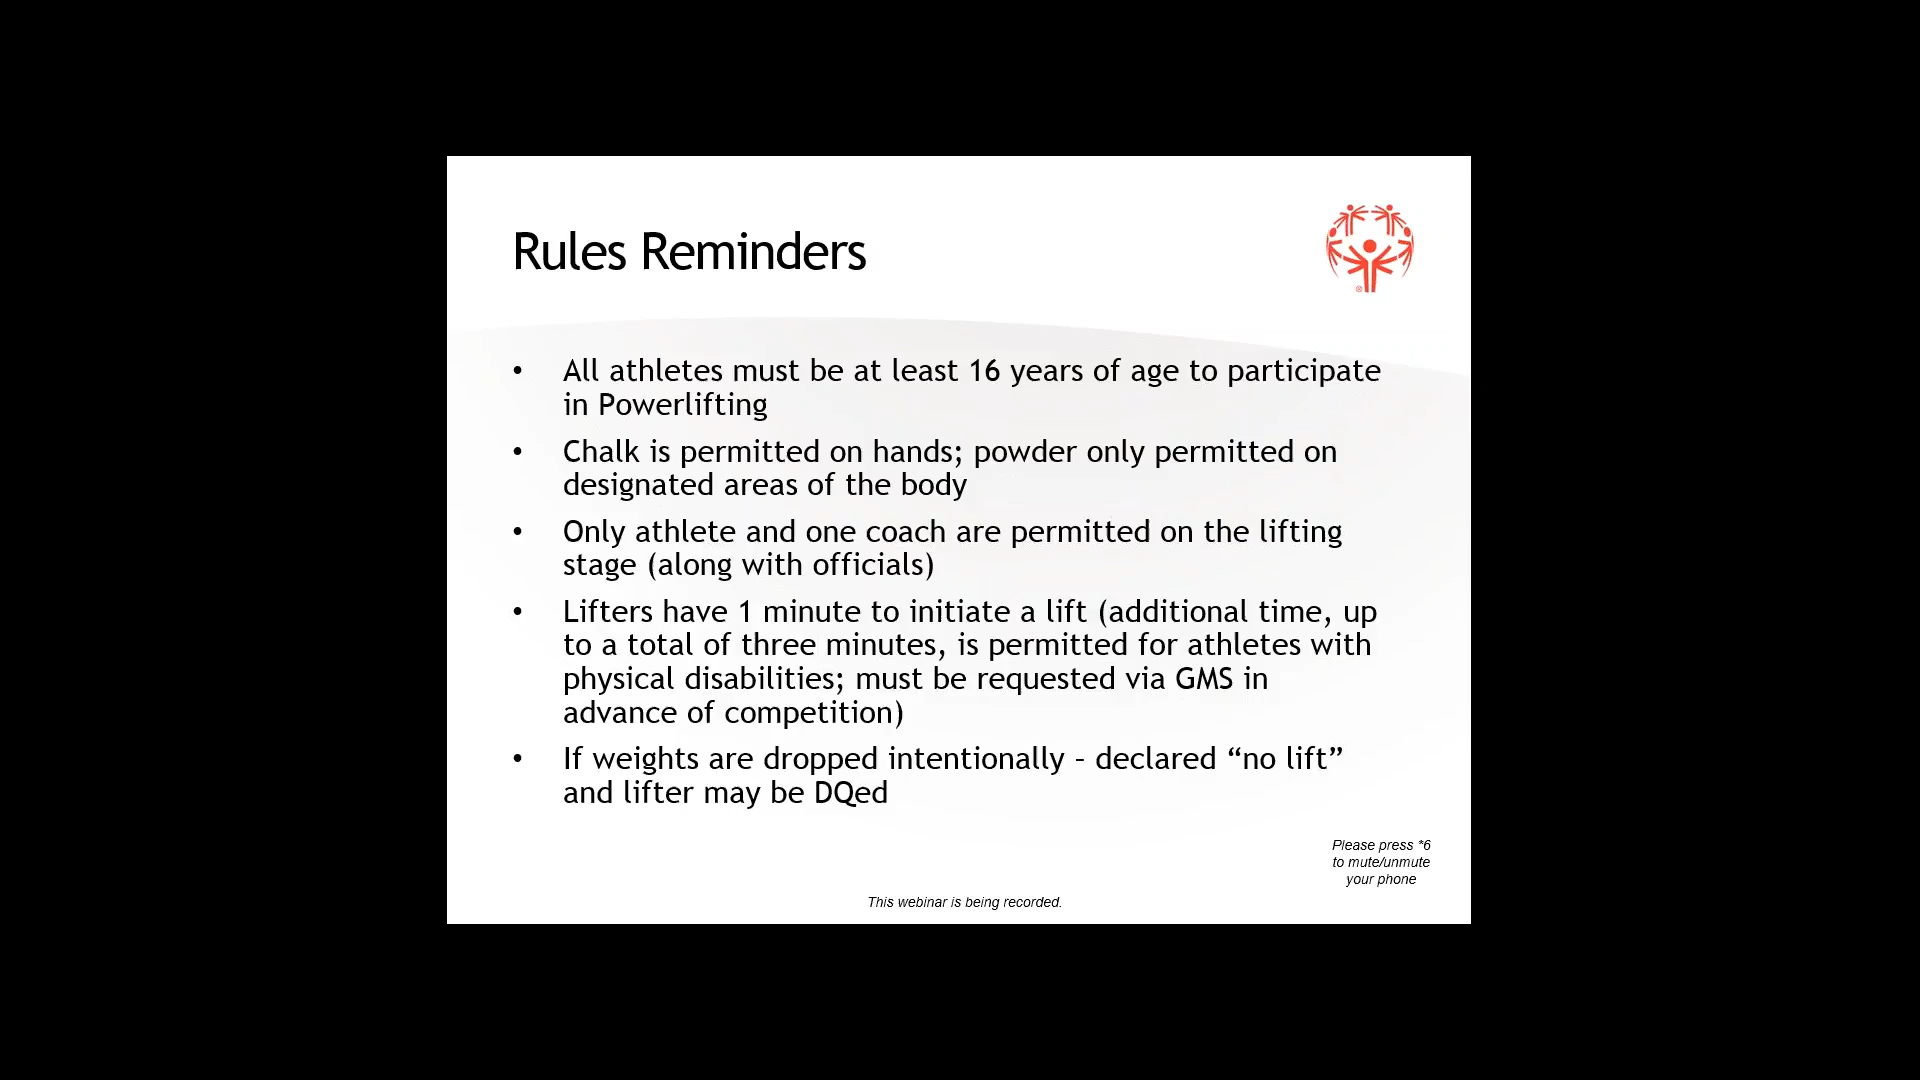 Rules Reminders
• All athletes must be at least 16 years of age to participate
in Powerlifting
• Chalk is permitted on hands; powder only permitted on
designated areas of the body
• Only athlete and one coach are permitted on the lifting
stage (along with officials)
• Lifters have 1 minute to initiate a lift (additional time, up
to a total of three minutes, is permitted for athletes with
physical disabilities; must be requested via GMS in
advance of competition)
• If weights are dropped intentionally – declared “no lift”
and lifter may be DQed
Please press *6
to mute/unmute
your phone
This webinar is being recorded.